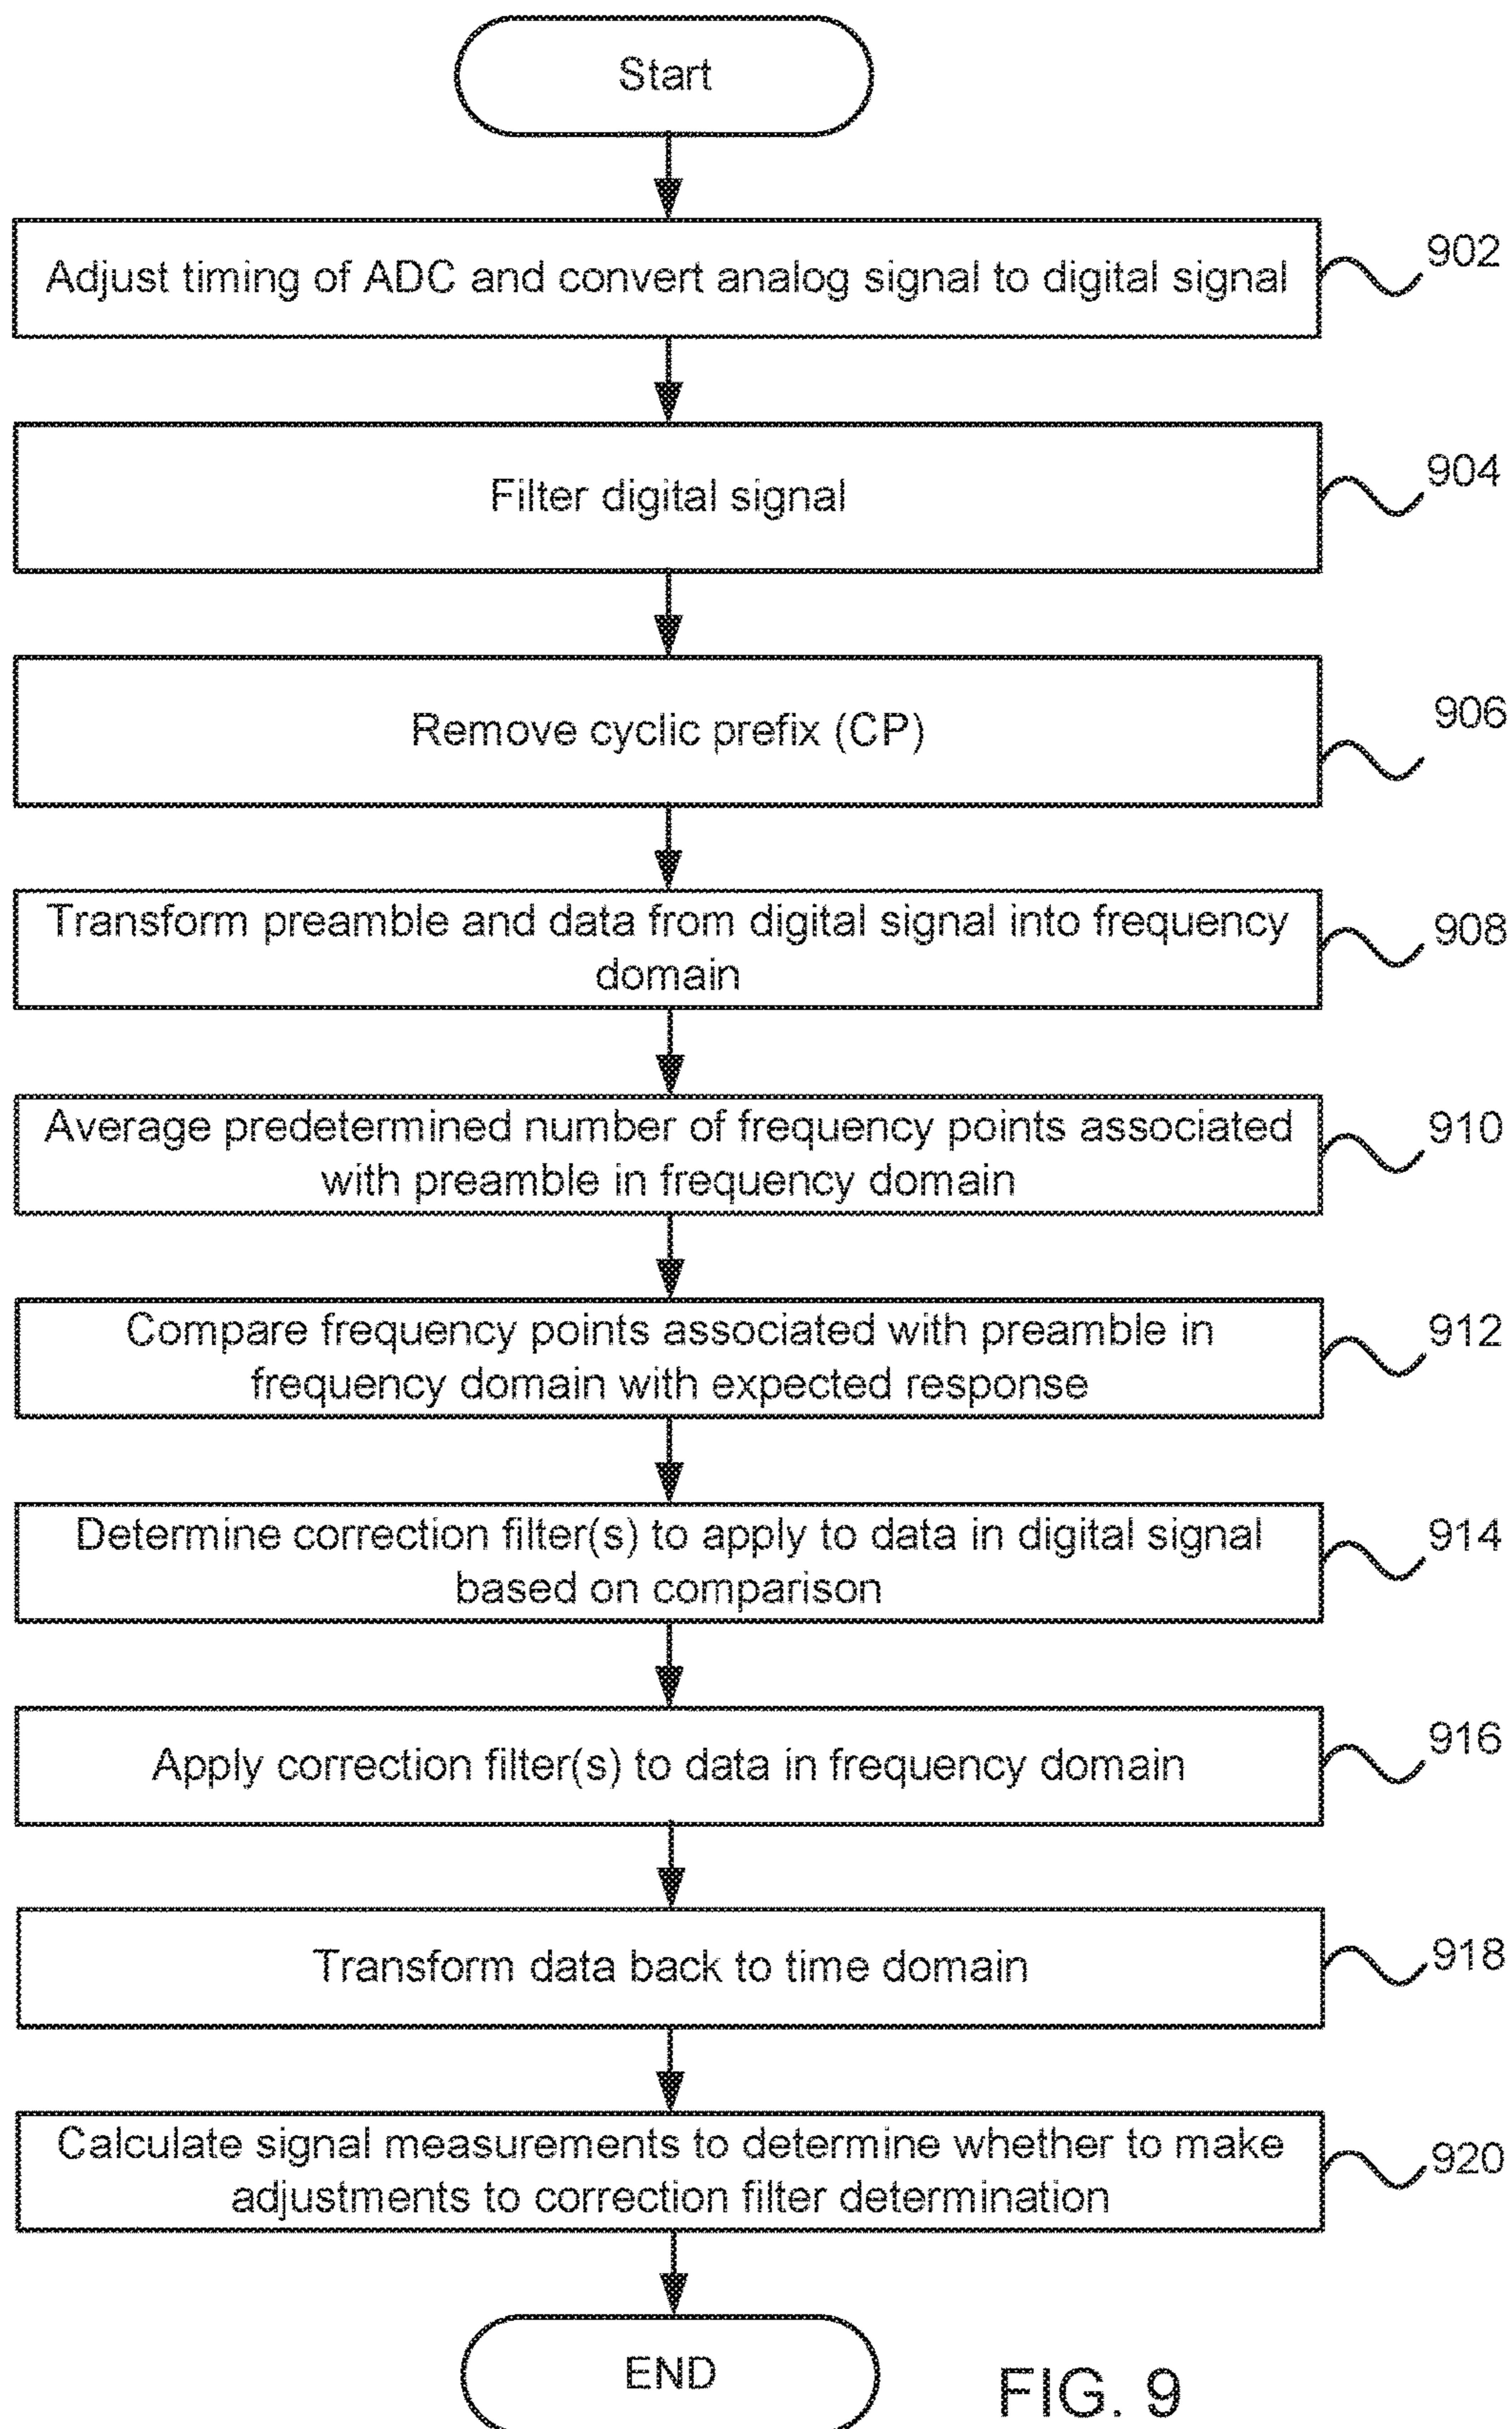 Start
Adjust timing of ADC and convert analog signal to digital signal
902
Filter digital signal
904
Remove cyclic prefix (CP)
906
Transform preamble and data from digital signal into frequency
domain
908
Average predetermined number of frequency points associated
with preamble in frequency domain
910
Compare frequency points associated with preamble in
frequency domain with expected response
912
Determine correction filter(s) to apply to data in digital signal
based on comparison
914
Apply correction filter(s) to data in frequency domain
916
Transform data back to time domain
918
Calculate signal measurements to determine whether to make
adjustments to correction filter determination
920
END
FIG. 9